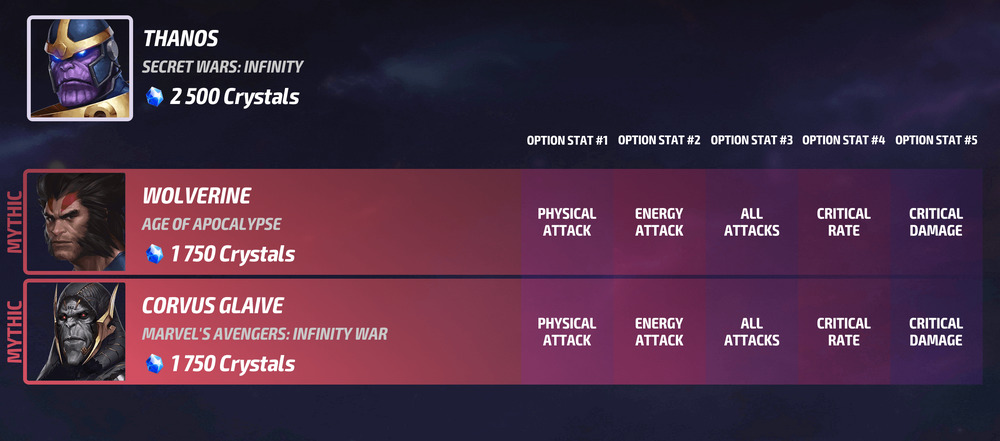 THANOS
SECRET WARS: INFINITY
2 500 Crystals
OPTION STAT #1 OPTION STAT #2 OPTION STAT #3 OPTION STAT #4 OPTION STAT #5
MYTHIC
WOLVERINE
AGE OF APOCALYPSE
1 750 Crystals
PHYSICAL ATTACK
ENERGY ATTACK
ALL ATTACKS
CRITICAL RATE
CRITICAL DAMAGE
MYTHIC
CORVUS GLAIVE
MARVEL'S AVENGERS: INFINITY WAR
1 750 Crystals
PHYSICAL ATTACK
ENERGY ATTACK
ALL ATTACKS
CRITICAL RATE
CRITICAL DAMAGE